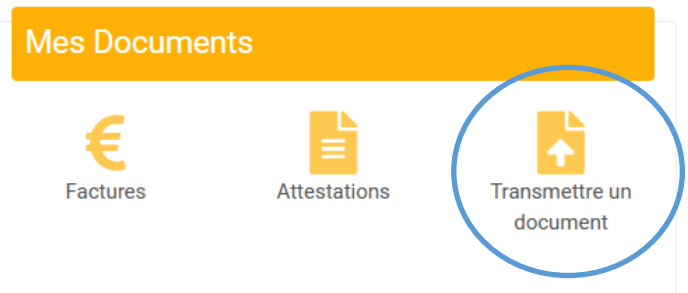 Mes Documents
Factures
Attestations
Transmettre un
document